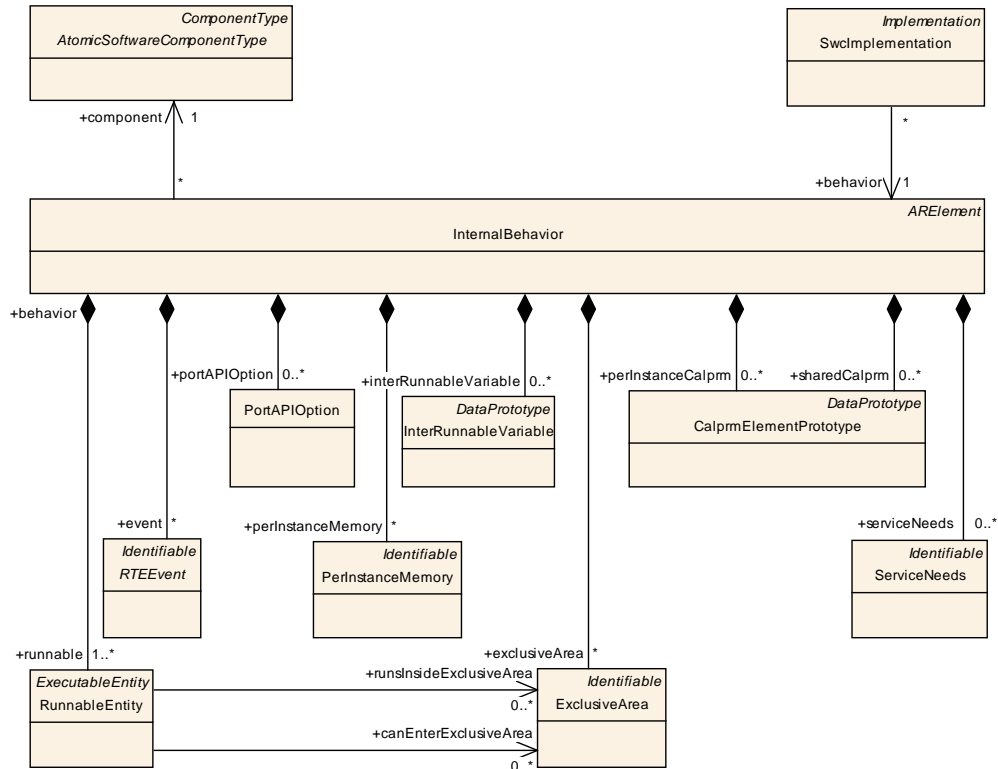 ComponentType
AtomicSoftwareComponentType
Implementation
SwcImplementation
+component 1
*
*
+behavior 1
ARElement
InternalBehavior
+behavior
+portAPIOption 0..*
+interRunnableVariable 0..*
+perInstanceCalprm 0..*
+sharedCalprm 0..*
PortAPIOption
DataPrototype
InterRunnableVariable
DataPrototype
CalprmElementPrototype
+event *
+perInstanceMemory *
+serviceNeeds 0..*
Identifiable
RTEEvent
Identifiable
PerInstanceMemory
Identifiable
ServiceNeeds
+runnable 1..*
+exclusiveArea *
ExecutableEntity
RunnableEntity
+runsInsideExclusiveArea
0..*
Identifiable
ExclusiveArea
+canEnterExclusiveArea
0..*